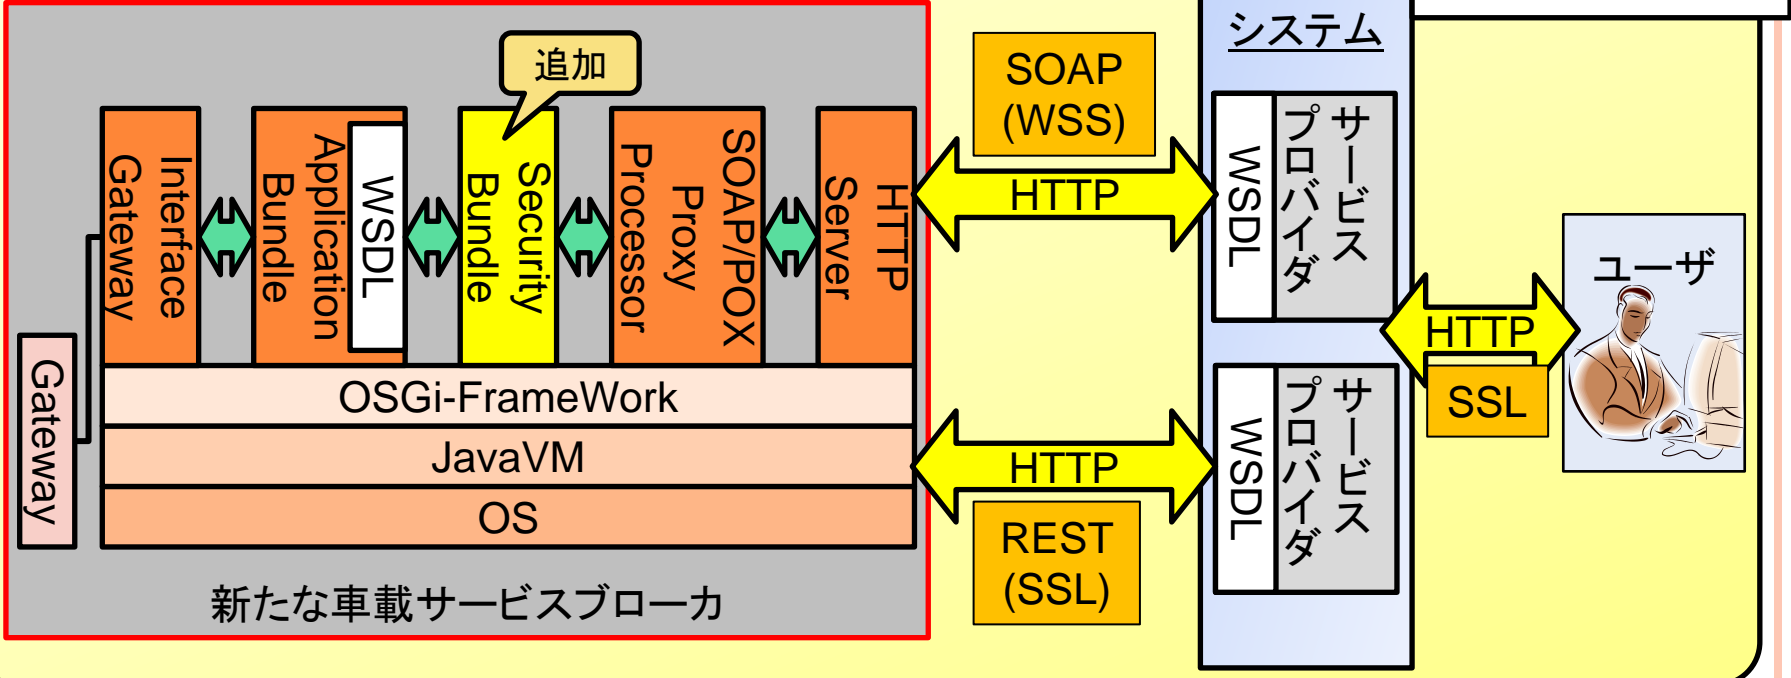 システム
追加
Gateway
Interface
Gateway
Application
Bundle
WSDL
Security
Bundle
SOAP/POX
Proxy
Processor
HTTP
Server
OSGi-FrameWork
JavaVM
OS
新たな車載サービスブローカ
SOAP
(WSS)
HTTP
HTTP
REST
(SSL)
サービス
プロバイダ
WSDL
サービス
プロバイダ
WSDL
HTTP
SSL
ユーザ